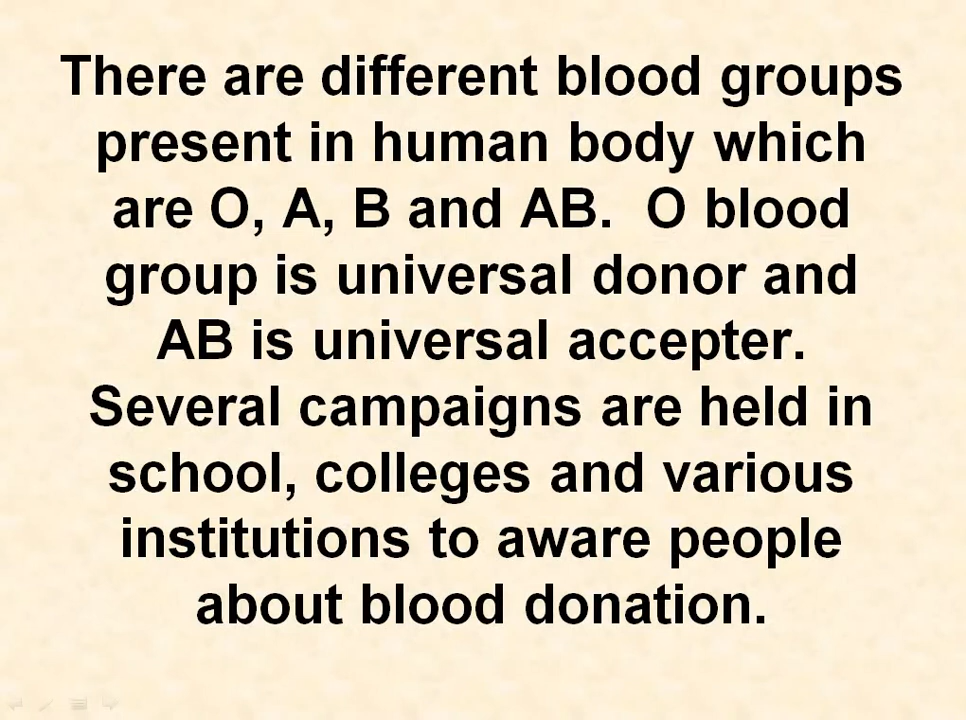 There are different blood groups
present in human body which
are O, A, B and AB.  O blood
group is universal donor and
AB is universal accepter.
Several campaigns are held in
school, colleges and various
institutions to aware people
about blood donation.